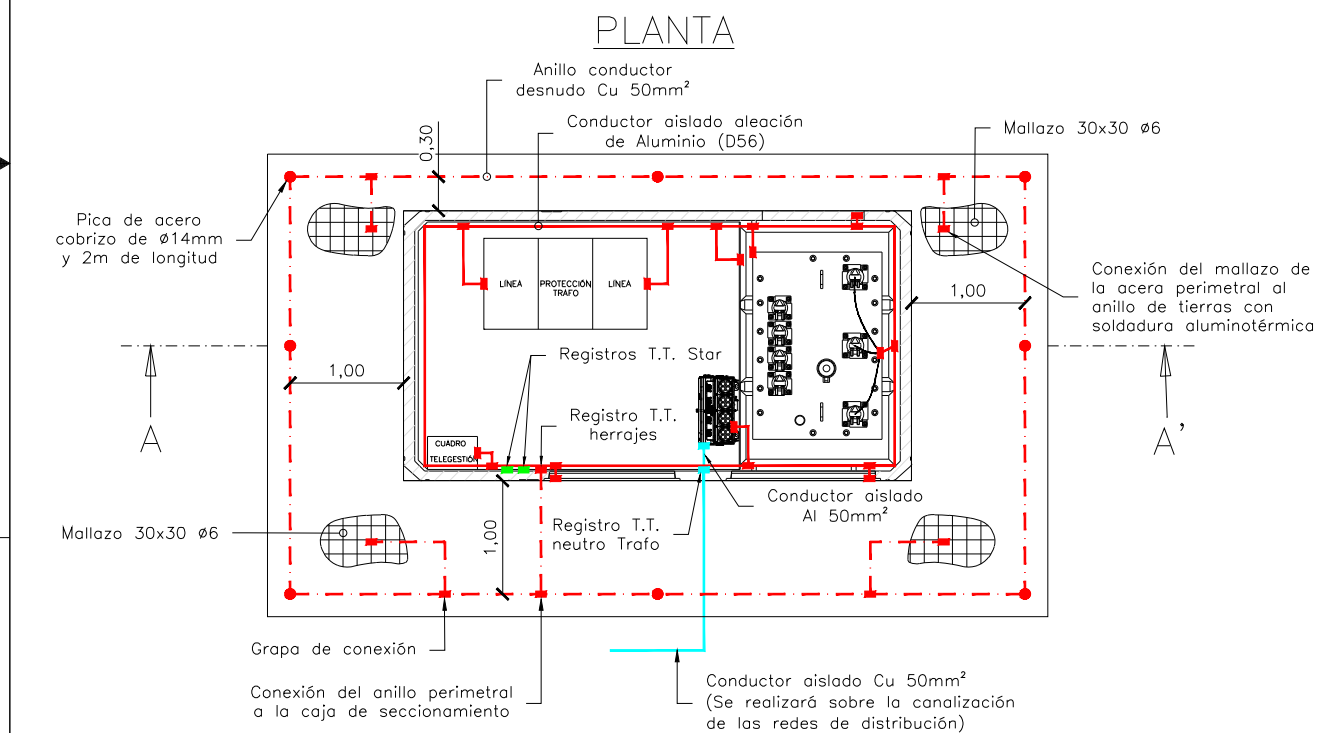 PLANTA
Anillo conductor
desnudo Cu 50mm²
Conductor aislado aleación
de Aluminio (D56)
Mallazo 30x30 ø6
0,30
Pica de acero
cobrizo de ø14mm
y 2m de longitud
LÍNEA
PROTECCIÓN
TRAFO
LÍNEA
1,00
Conexión del mallazo de
la acera perimetral al
anillo de tierras con
soldadura aluminotérmica
Registros T.T. Star
1,00
A
A'
Registro T.T.
herrajes
CUADRO
TELEGESTIÓN
Conductor aislado
Al 50mm²
Mallazo 30x30 ø6
1,00
Registro T.T.
neutro Trafo
Grapa de conexión
Conexión del anillo perimetral
a la caja de seccionamiento
Conductor aislado Cu 50mm²
(Se realizará sobre la canalización
de las redes de distribución)